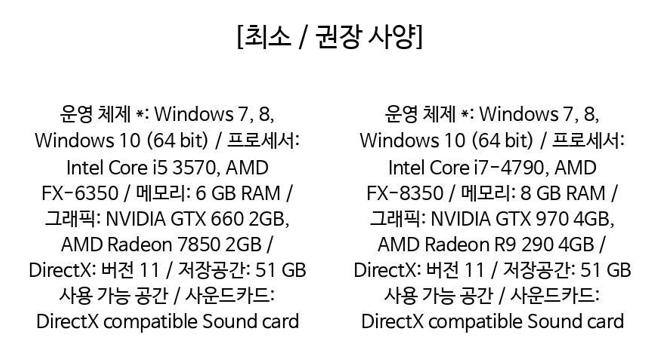 [최소 / 권장 사양]
운영 체제 *: Windows 7, 8,
Windows 10 (64 bit) / 프로세서:
Intel Core i5 3570, AMD
FX-6350 / 메모리: 6 GB RAM /
그래픽: NVIDIA GTX 660 2GB,
AMD Radeon 7850 2GB /
DirectX: 버전 11 / 저장공간: 51 GB
사용 가능 공간 / 사운드카드:
DirectX compatible Sound card
운영 체제 *: Windows 7, 8,
Windows 10 (64 bit) / 프로세서:
Intel Core i7-4790, AMD
FX-8350 / 메모리: 8 GB RAM /
그래픽: NVIDIA GTX 970 4GB,
AMD Radeon R9 290 4GB /
DirectX: 버전 11 / 저장공간: 51 GB
사용 가능 공간 / 사운드카드:
DirectX compatible Sound card